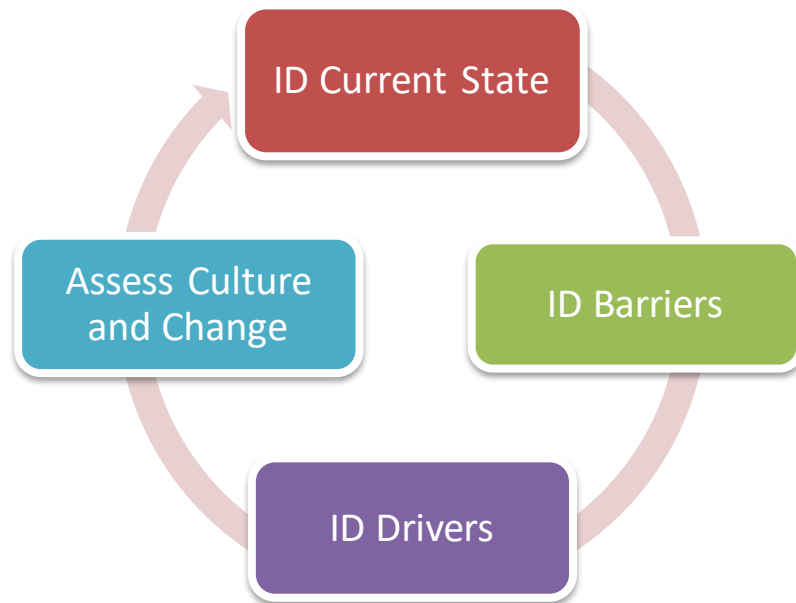 ID Current State
ID Barriers
ID Drivers
Assess Culture
and Change